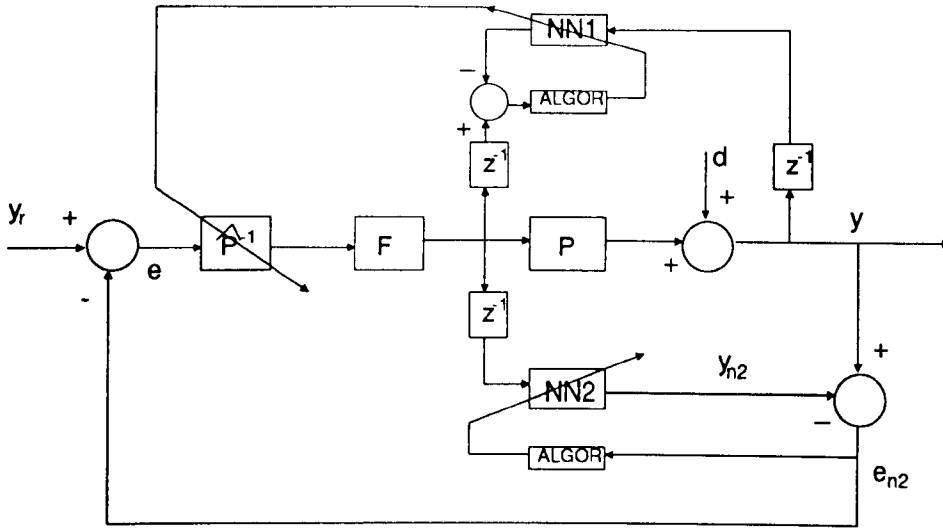 NN1
−
ALGOR
+
z⁻¹
d
z⁻¹
+
yᵣ
+
P̂⁻¹
F
P
+
y
e
-
z⁻¹
+
NN2
yₙ₂
−
ALGOR
eₙ₂